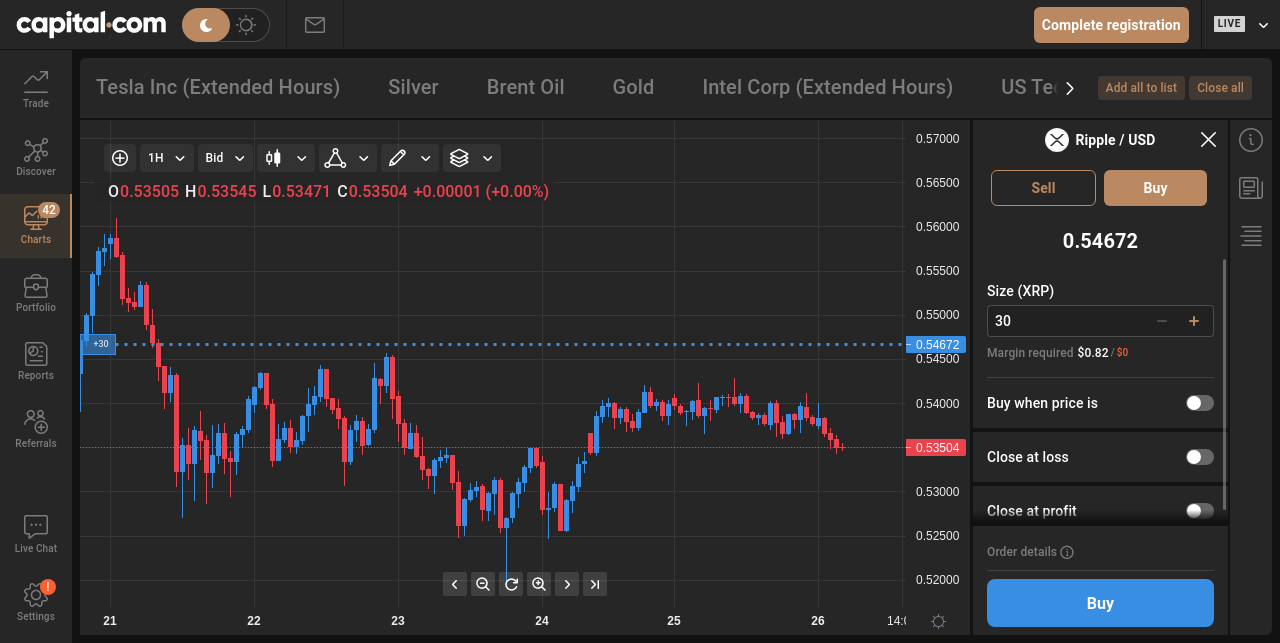 capital.com
Complete registration
LIVE
Trade
Discover
42
Charts
Portfolio
Reports
Referrals
Live Chat
!
Settings
Tesla Inc (Extended Hours) Silver Brent Oil Gold Intel Corp (Extended Hours) US Te
Add all to list Close all
1H Bid
O0.53505 H0.53545 L0.53471 C0.53504 +0.00001 (+0.00%)
+30
0.57000
0.56500
0.56000
0.55500
0.55000
0.54672
0.54500
0.54000
0.53504
0.53000
0.52500
0.52000
21 22 23 24 25 26 14:0
Ripple / USD
Sell Buy
0.54672
Size (XRP)
30
Margin required $0.82 / $0
Buy when price is
Close at loss
Close at profit
Order details
Buy